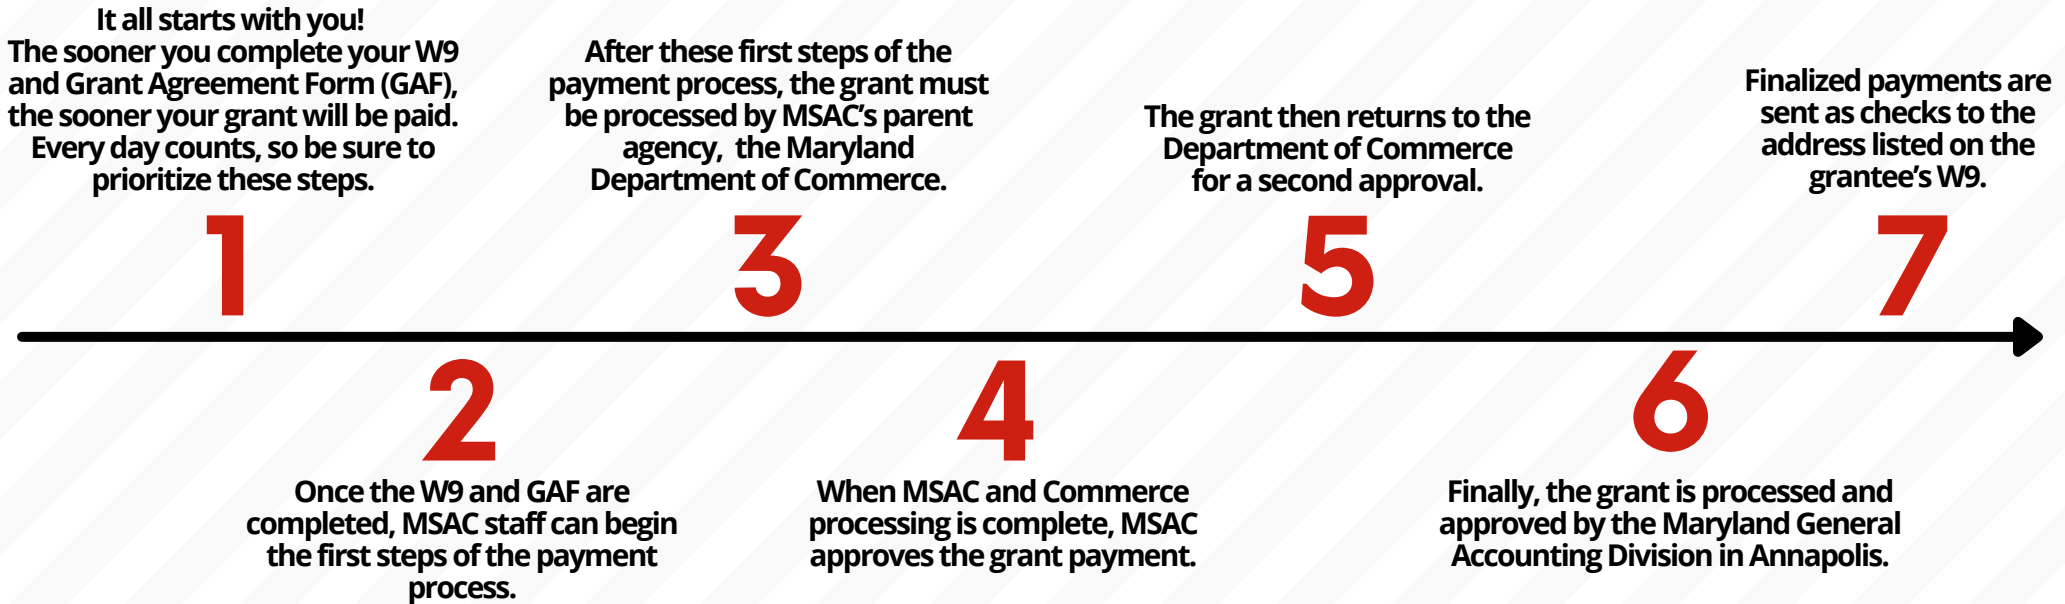 It all starts with you!
The sooner you complete your W9
and Grant Agreement Form (GAF),
the sooner your grant will be paid.
Every day counts, so be sure to
prioritize these steps.
1
2
Once the W9 and GAF are
completed, MSAC staff can begin
the first steps of the payment
process.
After these first steps of the
payment process, the grant must
be processed by MSAC’s parent
agency, the Maryland
Department of Commerce.
3
4
When MSAC and Commerce
processing is complete, MSAC
approves the grant payment.
The grant then returns to the
Department of Commerce
for a second approval.
5
6
Finally, the grant is processed and
approved by the Maryland General
Accounting Division in Annapolis.
Finalized payments are
sent as checks to the
address listed on the
grantee’s W9.
7